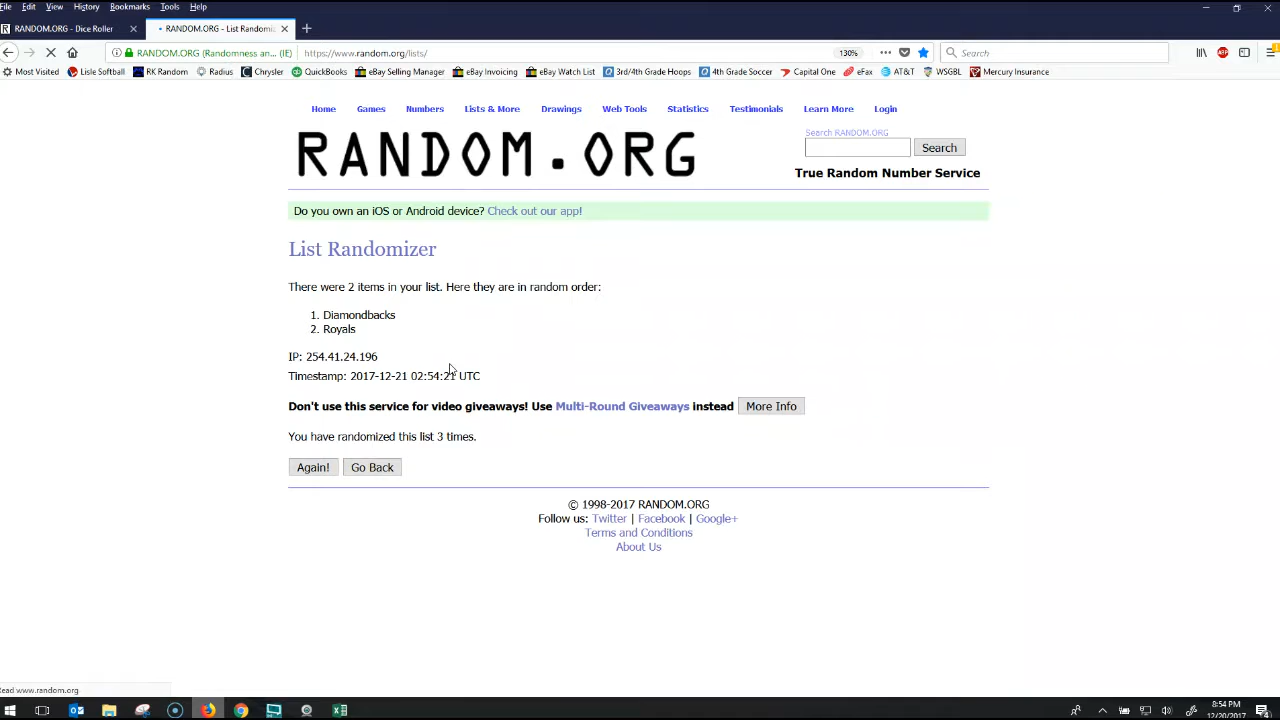 File Edit View History Bookmarks Tools Help
RANDOM.ORG - Dice Roller
RANDOM.ORG - List Randomiz
RANDOM.ORG (Randomness an... (IE) https://www.random.org/lists/ 130% Search
Most Visited Lisle Softball RK Random Radius Chrysler QuickBooks eBay Selling Manager eBay Invoicing eBay Watch List 3rd/4th Grade Hoops 4th Grade Soccer Capital One eFax AT&T WSGBL Mercury Insurance
Home Games Numbers Lists & More Drawings Web Tools Statistics Testimonials Learn More Login
RANDOM.ORG
Search RANDOM.ORG
Search
True Random Number Service
Do you own an iOS or Android device? Check out our app!
List Randomizer
There were 2 items in your list. Here they are in random order:
1. Diamondbacks
2. Royals
IP: 254.41.24.196
Timestamp: 2017-12-21 02:54:21 UTC
Don't use this service for video giveaways! Use Multi-Round Giveaways instead More Info
You have randomized this list 3 times.
Again! Go Back
© 1998-2017 RANDOM.ORG
Follow us: Twitter | Facebook | Google+
Terms and Conditions
About Us
Read www.random.org
8:54 PM
12/20/2017